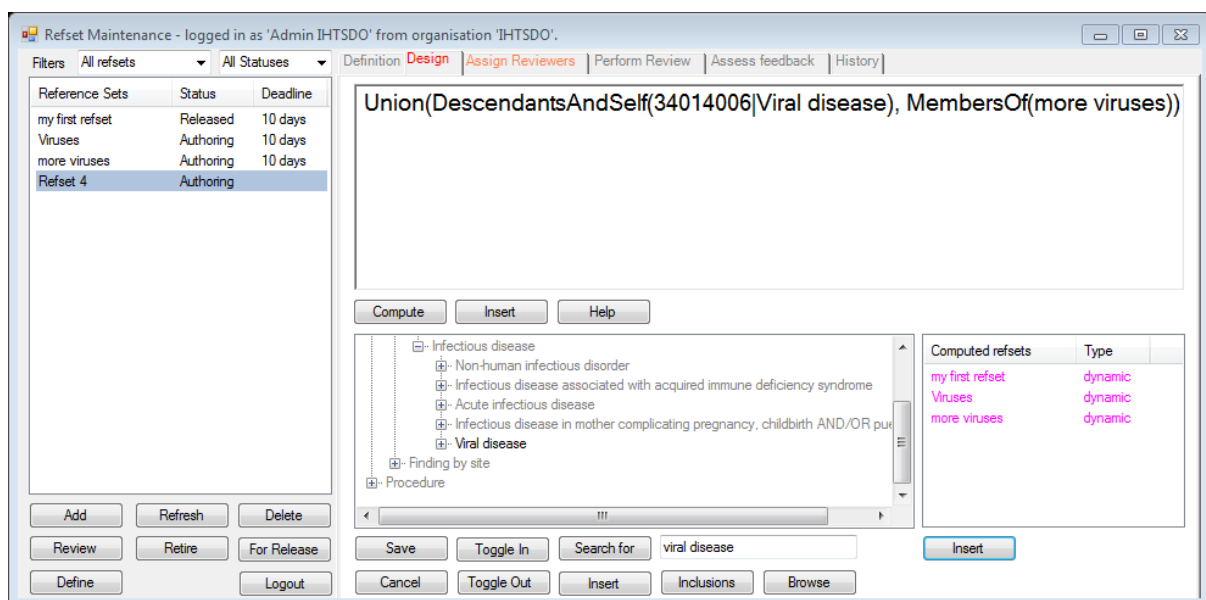 Refset Maintenance - logged in as 'Admin IHTSDO' from organisation 'IHTSDO'.
Filters All refsets All Statuses
Definition Design Assign Reviewers Perform Review Assess feedback History
Reference Sets Status Deadline
my first refset Released 10 days
Viruses Authoring 10 days
more viruses Authoring 10 days
Refset 4 Authoring
Union(DescendantsAndSelf(34014006|Viral disease), MembersOf(more viruses))
Compute Insert Help
Infectious disease
Non-human infectious disorder
Infectious disease associated with acquired immune deficiency syndrome
Acute infectious disease
Infectious disease in mother complicating pregnancy, childbirth AND/OR pue
Viral disease
Finding by site
Procedure
Computed refsets Type
my first refset dynamic
Viruses dynamic
more viruses dynamic
Add Refresh Delete
Review Retire For Release
Define Logout
Save Toggle In Search for viral disease Insert
Cancel Toggle Out Insert Inclusions Browse